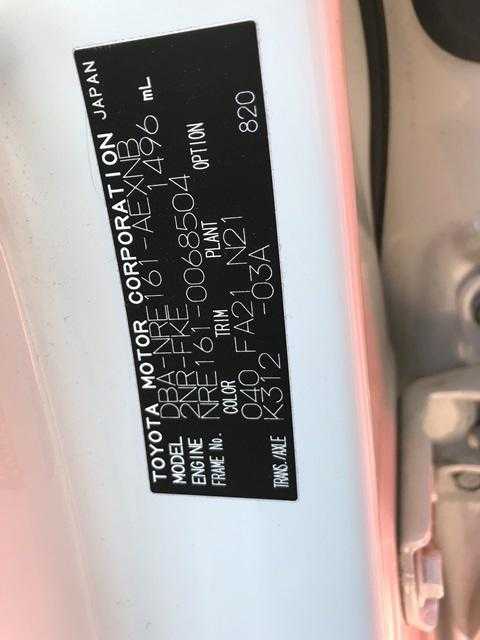 TOYOTA MOTOR CORPORATION JAPAN
MODEL DBA-NRE161-AEXNB
ENGINE 2NR-FKE 1496 mL
FRAME No. NRE161-0068504
COLOR TRIM PLANT OPTION
040 FA21 N21 820
TRANS./AXLE K312 -03A